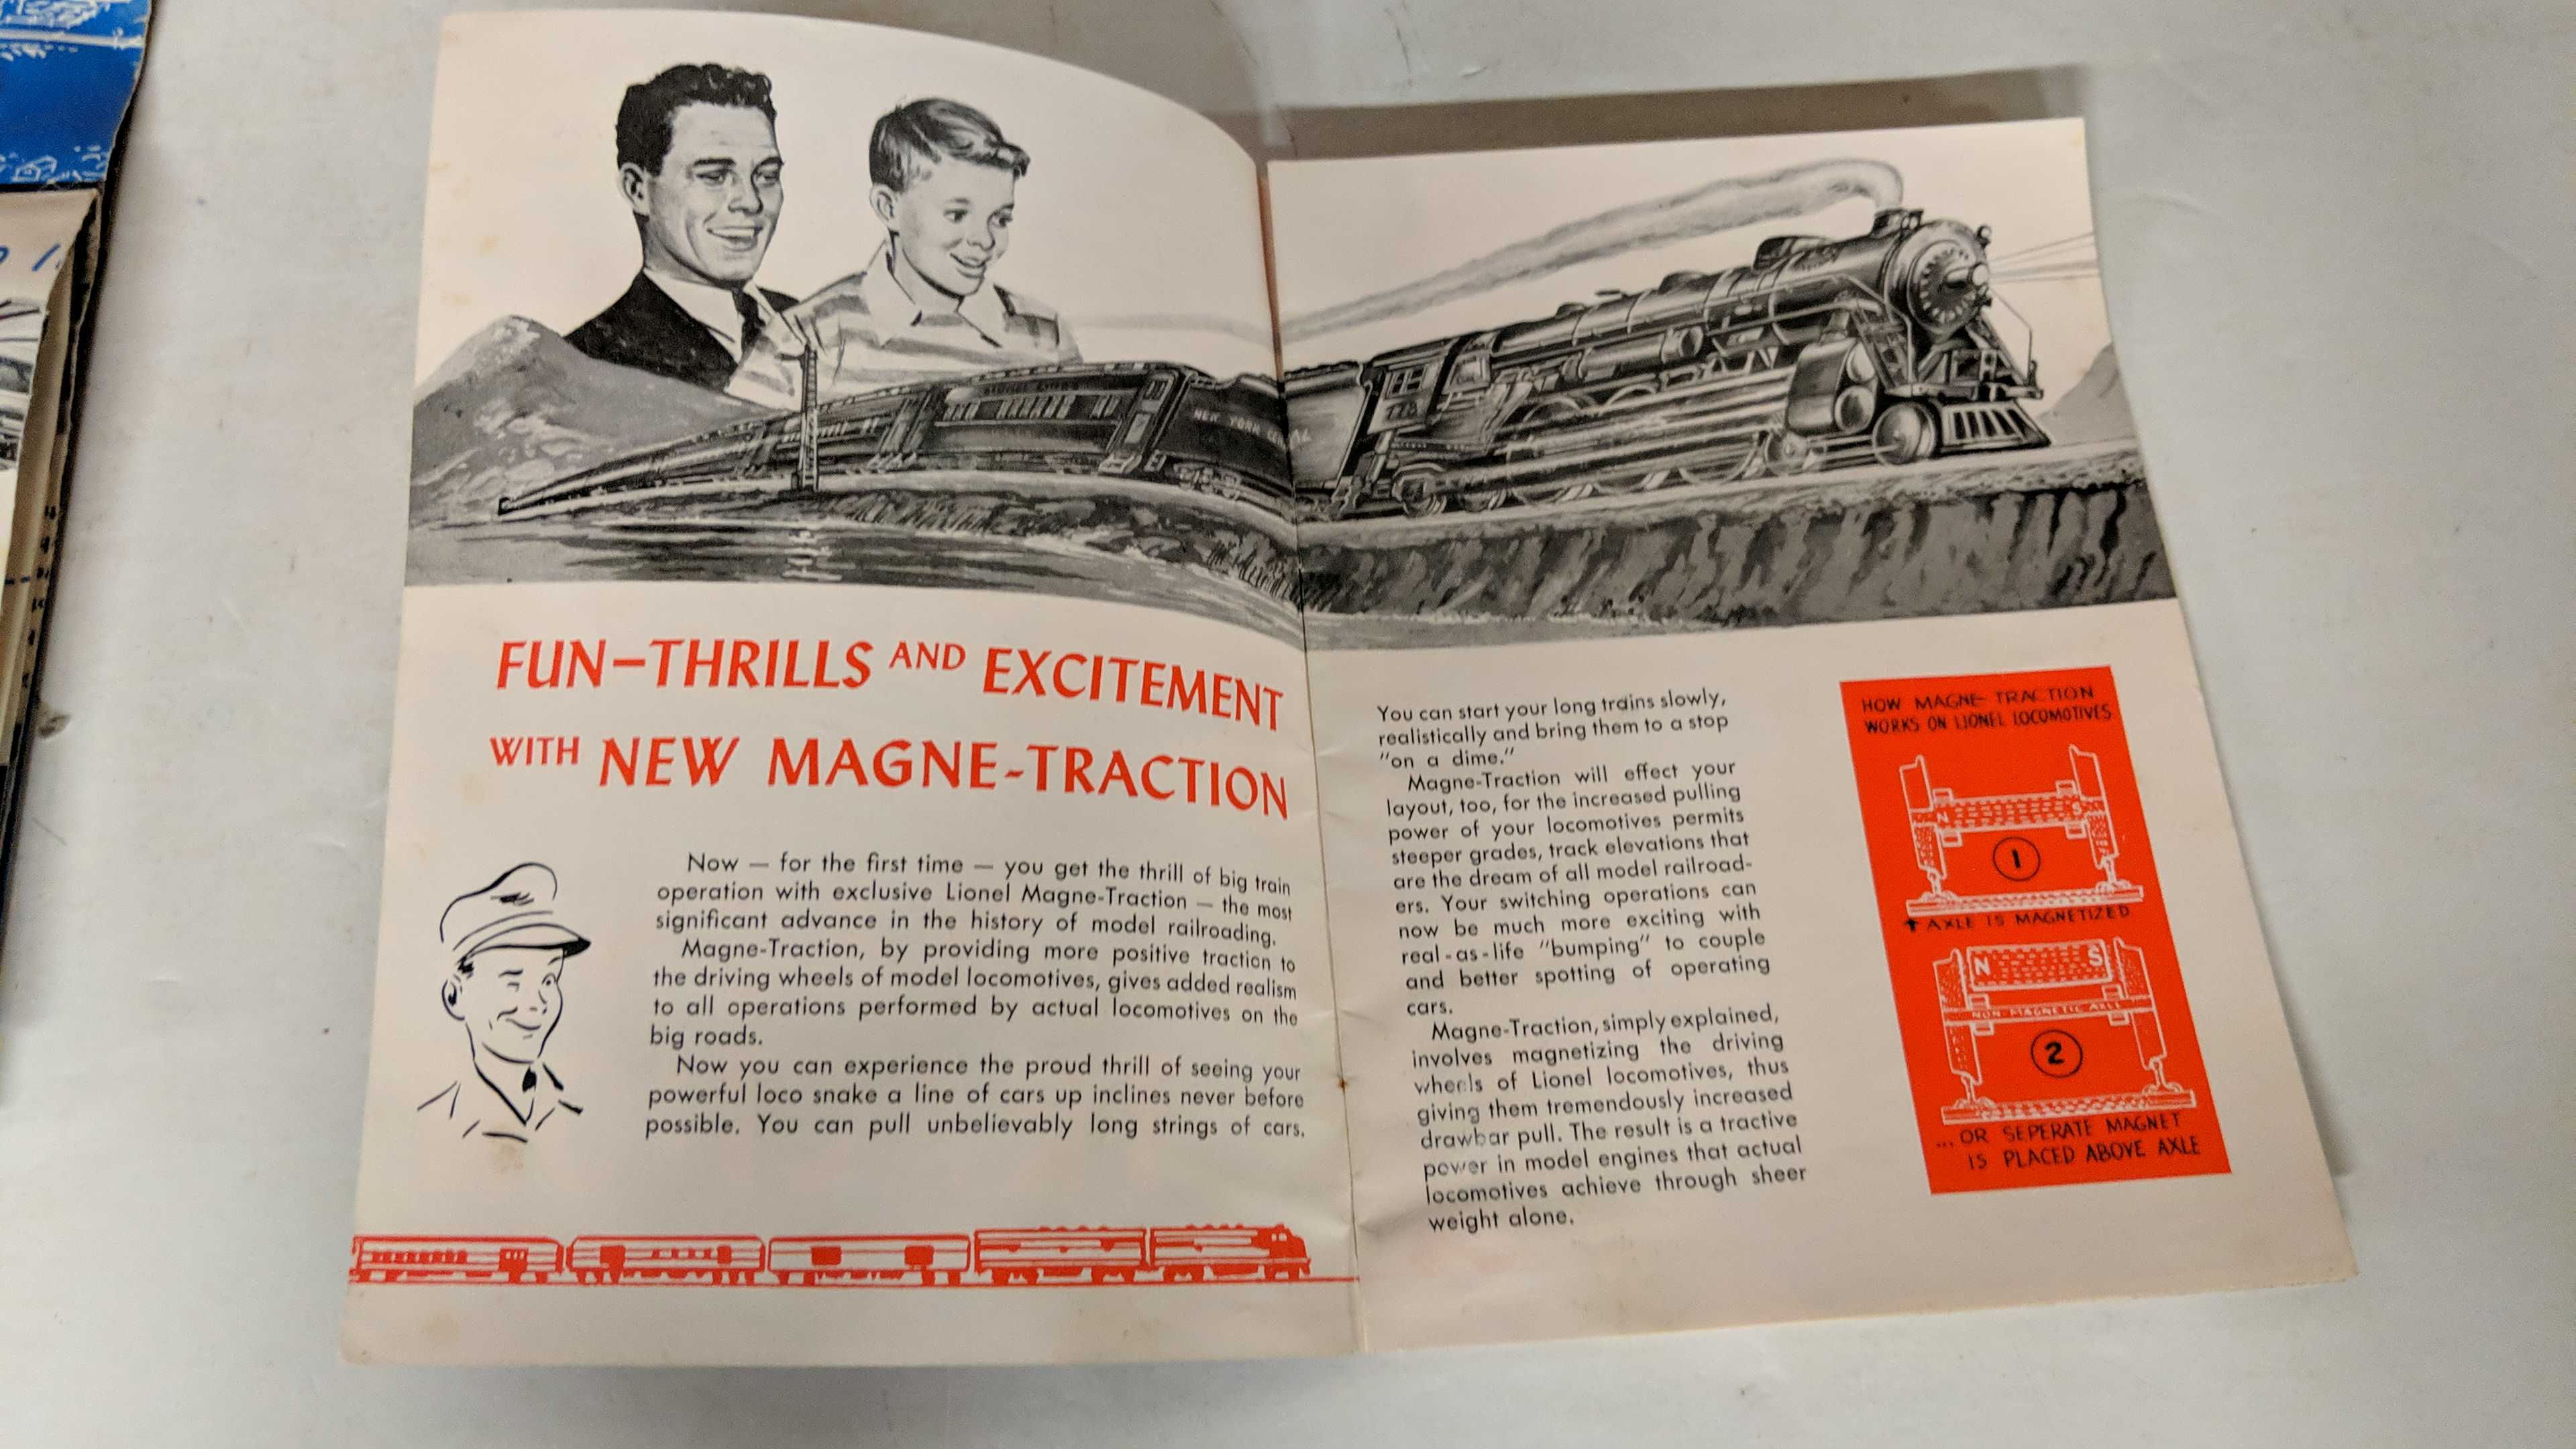 NEW YORK CENTRAL
773
FUN—THRILLS AND EXCITEMENT
WITH NEW MAGNE-TRACTION
Now — for the first time — you get the thrill of big train
operation with exclusive Lionel Magne-Traction — the most
significant advance in the history of model railroading.
Magne-Traction, by providing more positive traction to
the driving wheels of model locomotives, gives added realism
to all operations performed by actual locomotives on the
big roads.
Now you can experience the proud thrill of seeing your
powerful loco snake a line of cars up inclines never before
possible. You can pull unbelievably long strings of cars.
You can start your long trains slowly,
realistically and bring them to a stop
"on a dime."
Magne-Traction will effect your
layout, too, for the increased pulling
power of your locomotives permits
steeper grades, track elevations that
are the dream of all model railroad-
ers. Your switching operations can
now be much more exciting with
real-as-life "bumping" to couple
and better spotting of operating
cars.
Magne-Traction, simply explained,
involves magnetizing the driving
wheels of Lionel locomotives, thus
giving them tremendously increased
drawbar pull. The result is a tractive
power in model engines that actual
locomotives achieve through sheer
weight alone.
HOW MAGNE-TRACTION
WORKS ON LIONEL LOCOMOTIVES
N S
1
AXLE IS MAGNETIZED
N S
NON-MAGNETIC AXLE
2
...OR SEPERATE MAGNET
IS PLACED ABOVE AXLE